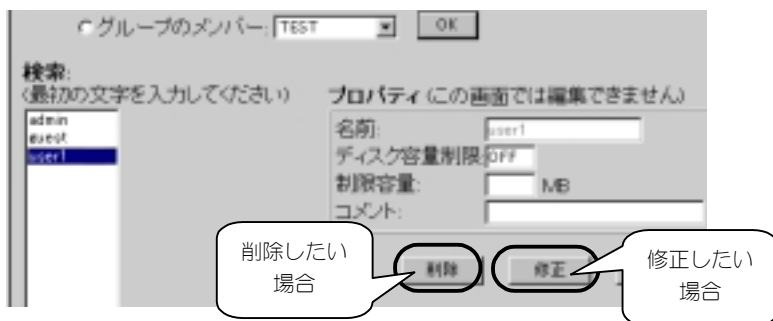 グループのメンバー: TEST OK
検索:
(最初の文字を入力してください)
プロパティ (この画面では編集できません)
admin
guest
user1
名前: user1
ディスク容量制限: OFF
制限容量: MB
コメント:
削除 修正
削除したい
場合
修正したい
場合